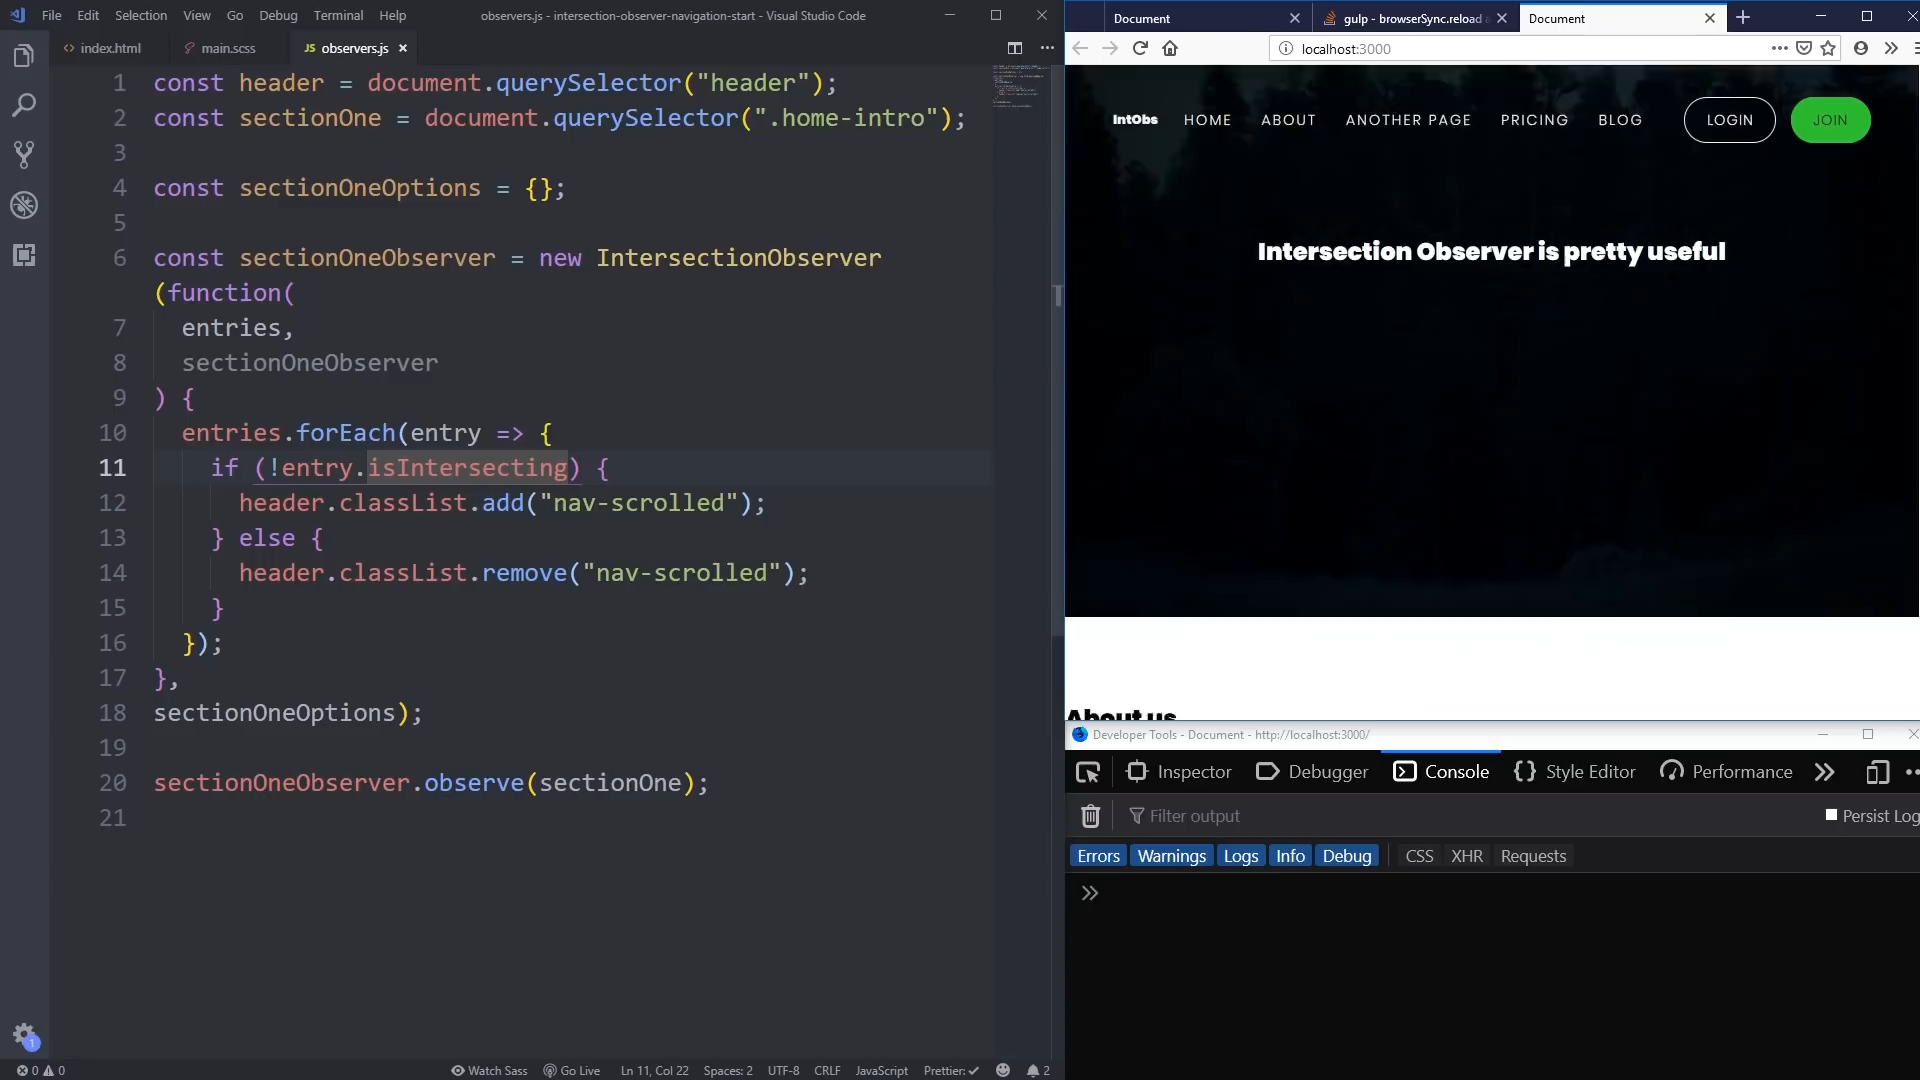 File Edit Selection View Go Debug Terminal Help
observers.js - intersection-observer-navigation-start - Visual Studio Code
index.html
main.scss
JS observers.js
1 const header = document.querySelector("header");
2 const sectionOne = document.querySelector(".home-intro");
3
4 const sectionOneOptions = {};
5
6 const sectionOneObserver = new IntersectionObserver
(function(
7 entries,
8 sectionOneObserver
9 ) {
10 entries.forEach(entry => {
11 if (!entry.isIntersecting) {
12 header.classList.add("nav-scrolled");
13 } else {
14 header.classList.remove("nav-scrolled");
15 }
16 });
17 },
18 sectionOneOptions);
19
20 sectionOneObserver.observe(sectionOne);
21
0 0
Watch Sass
Go Live
Ln 11, Col 22
Spaces: 2
UTF-8
CRLF
JavaScript
Prettier: ✓
2
1
Document
gulp - browserSync.reload
Document
localhost:3000
IntObs HOME ABOUT ANOTHER PAGE PRICING BLOG LOGIN JOIN
Intersection Observer is pretty useful
About us
Developer Tools - Document - http://localhost:3000/
Inspector Debugger Console Style Editor Performance
Filter output
Persist Log
Errors Warnings Logs Info Debug CSS XHR Requests